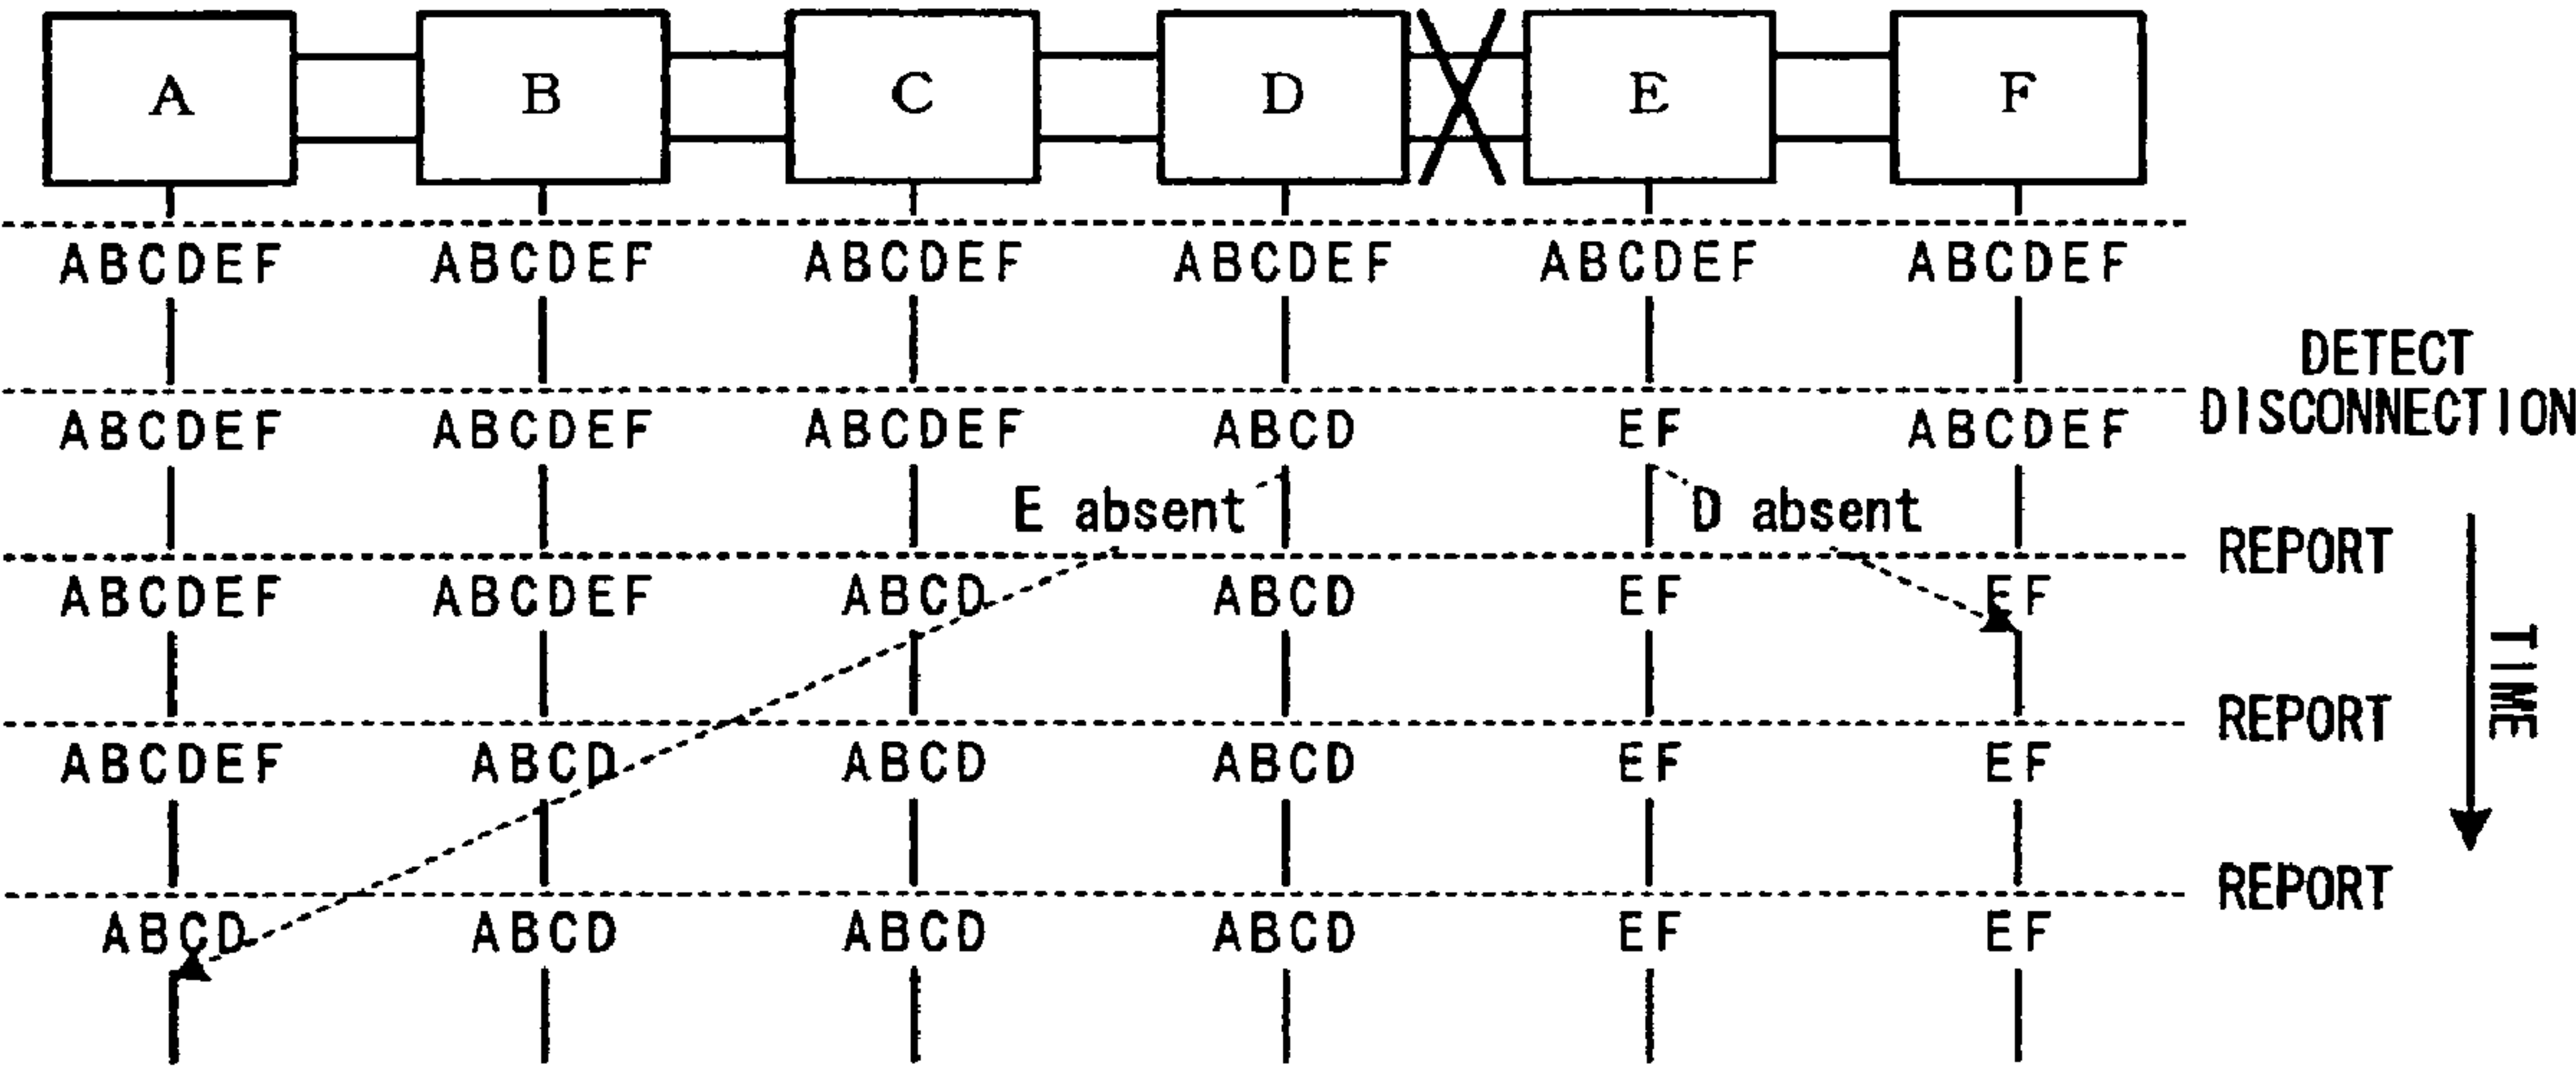 A B C D E F
ABCDEF ABCDEF ABCDEF ABCDEF ABCDEF ABCDEF
DETECT
DISCONNECTION
ABCDEF ABCDEF ABCDEF ABCD EF ABCDEF
E absent D absent
REPORT
ABCDEF ABCDEF ABCD ABCD EF EF
TIME
REPORT
ABCDEF ABCD ABCD ABCD EF EF
REPORT
ABCD ABCD ABCD ABCD EF EF